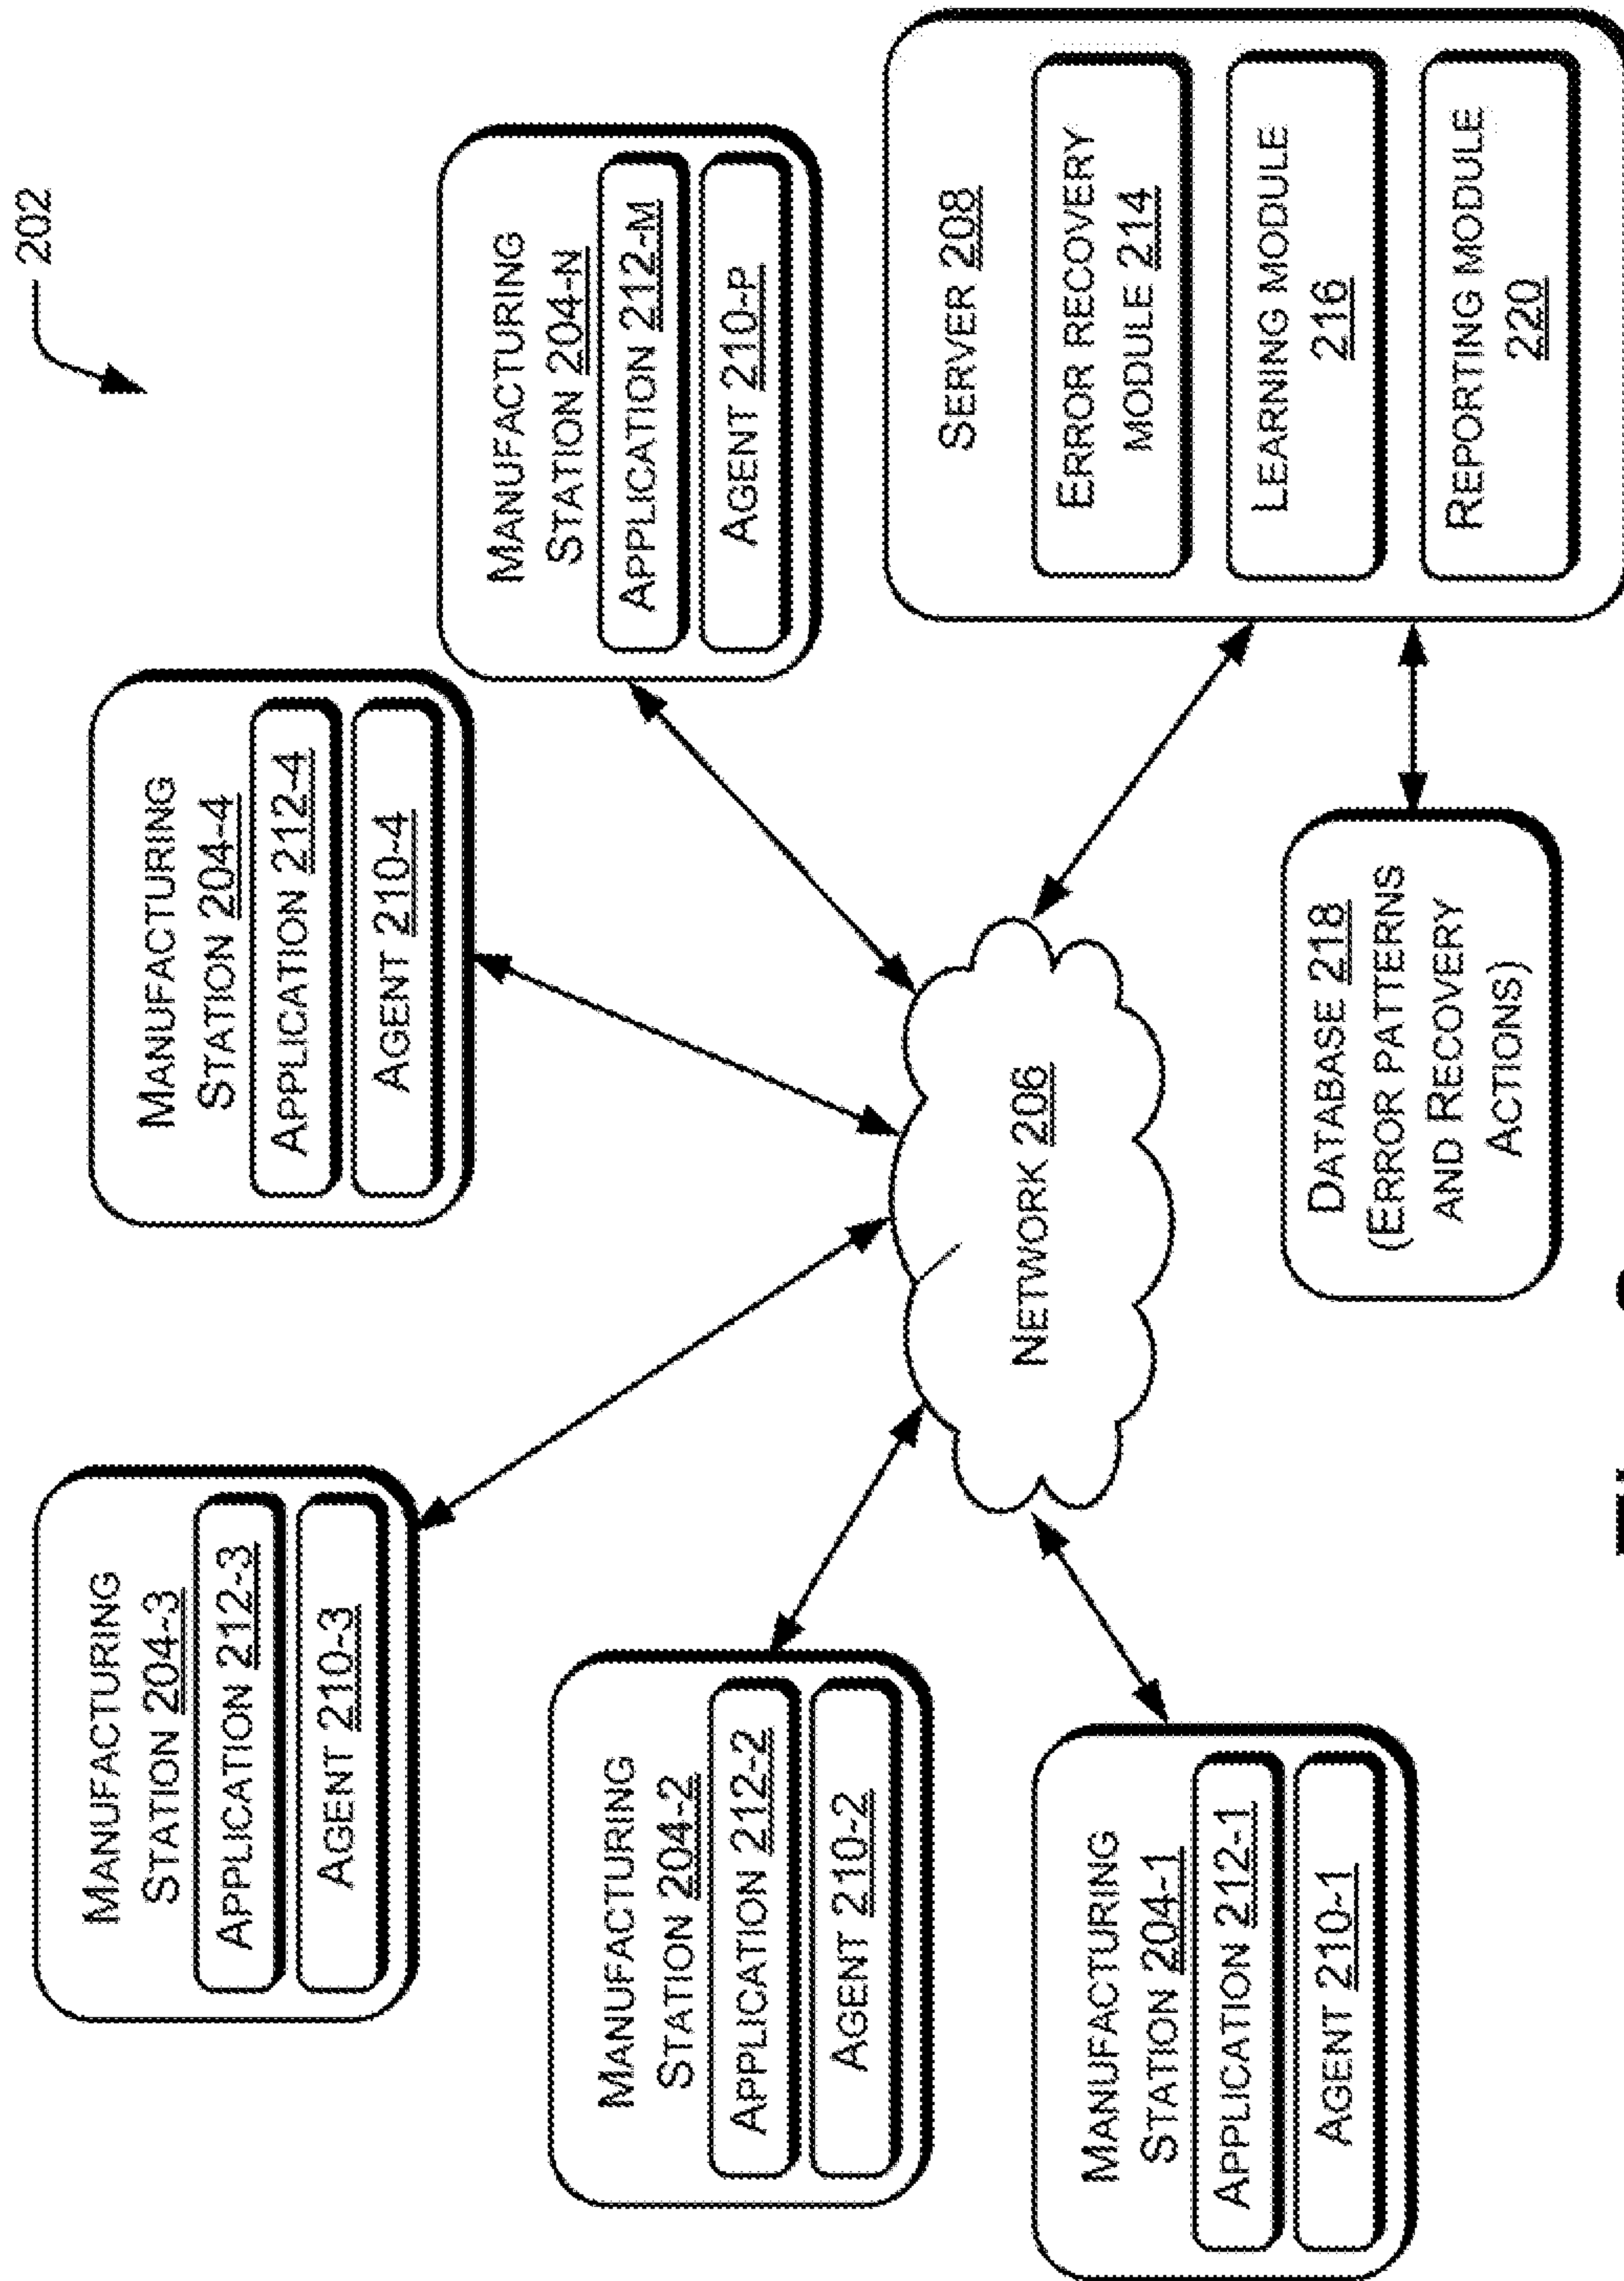 202
MANUFACTURING
STATION 204-1
APPLICATION 212-1
AGENT 210-1
MANUFACTURING
STATION 204-2
APPLICATION 212-2
AGENT 210-2
MANUFACTURING
STATION 204-3
APPLICATION 212-3
AGENT 210-3
MANUFACTURING
STATION 204-4
APPLICATION 212-4
AGENT 210-4
MANUFACTURING
STATION 204-N
APPLICATION 212-M
AGENT 210-P
NETWORK 206
SERVER 208
ERROR RECOVERY
MODULE 214
LEARNING MODULE
216
REPORTING MODULE
220
DATABASE 218
(ERROR PATTERNS
AND RECOVERY
ACTIONS)